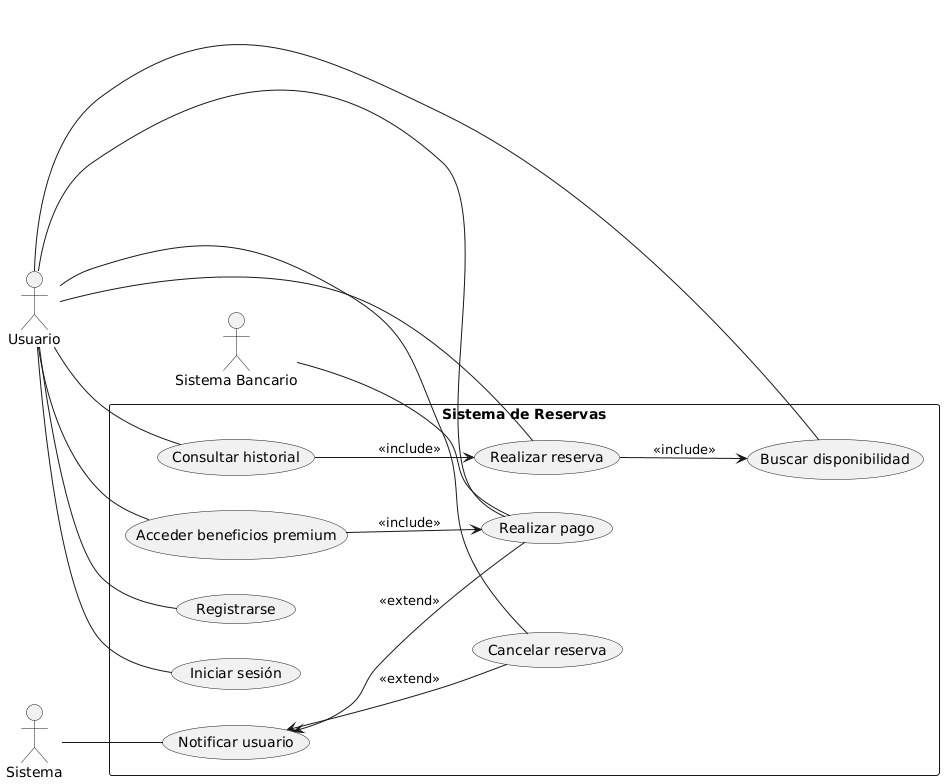 Usuario
Sistema Bancario
Sistema de Reservas
Consultar historial
«include»
Realizar reserva
«include»
Buscar disponibilidad
Acceder beneficios premium
«include»
Realizar pago
Registrarse
«extend»
Iniciar sesión
Cancelar reserva
«extend»
Notificar usuario
Sistema